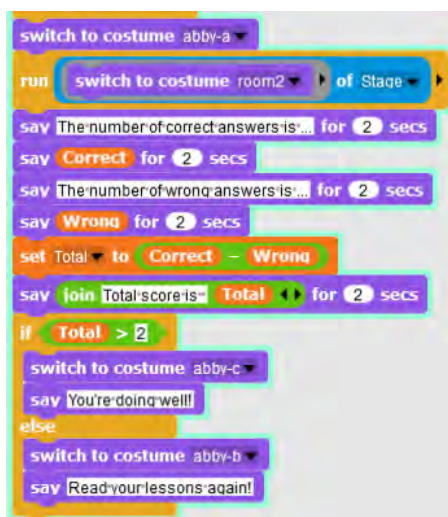 switch to costume abby-a
run switch to costume room2 of Stage
say The number of correct answers is ... for 2 secs
say Correct for 2 secs
say The number of wrong answers is ... for 2 secs
say Wrong for 2 secs
set Total to Correct - Wrong
say join Total score is= Total for 2 secs
if Total > 2
switch to costume abby-c
say You're doing well!
else
switch to costume abby-b
say Read your lessons again!